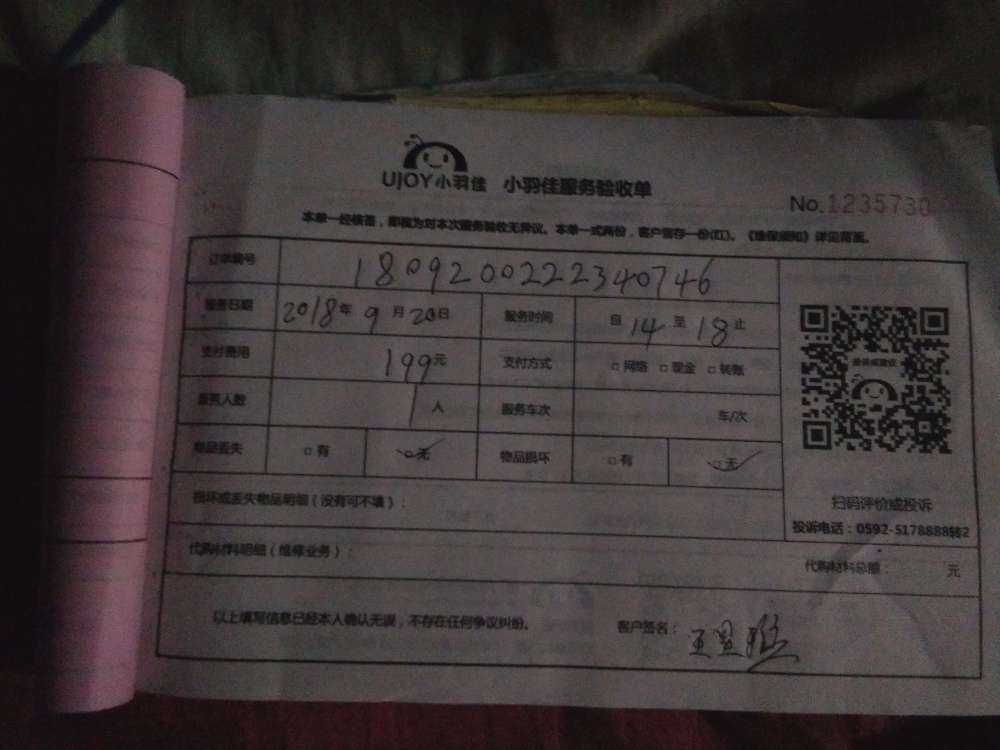 UJOY小羽佳 小羽佳服务验收单
No.1235730
本单一经核签，即视为对本次服务验收无异议。本单一式两份，客户留存一份(红)。《维保须知》详见背面。
订单编号 1809200222340746
服务日期 2018年 9月20日 服务时间 自 14 至 18 止
支付费用 199元 支付方式 □ 网络 □ 现金 □ 转账
服务人数 1人 服务车次 车/次
物品丢失 □ 有 □ 无 物品损坏 □ 有 □ 无
损坏或丢失物品明细（没有可不填）：
扫码评价或投诉
投诉电话：0592-5178888转2
代购材料明细（维修业务）：
代购材料总额 元
以上填写信息已经本人确认无误，不存在任何争议纠纷。
客户签名：